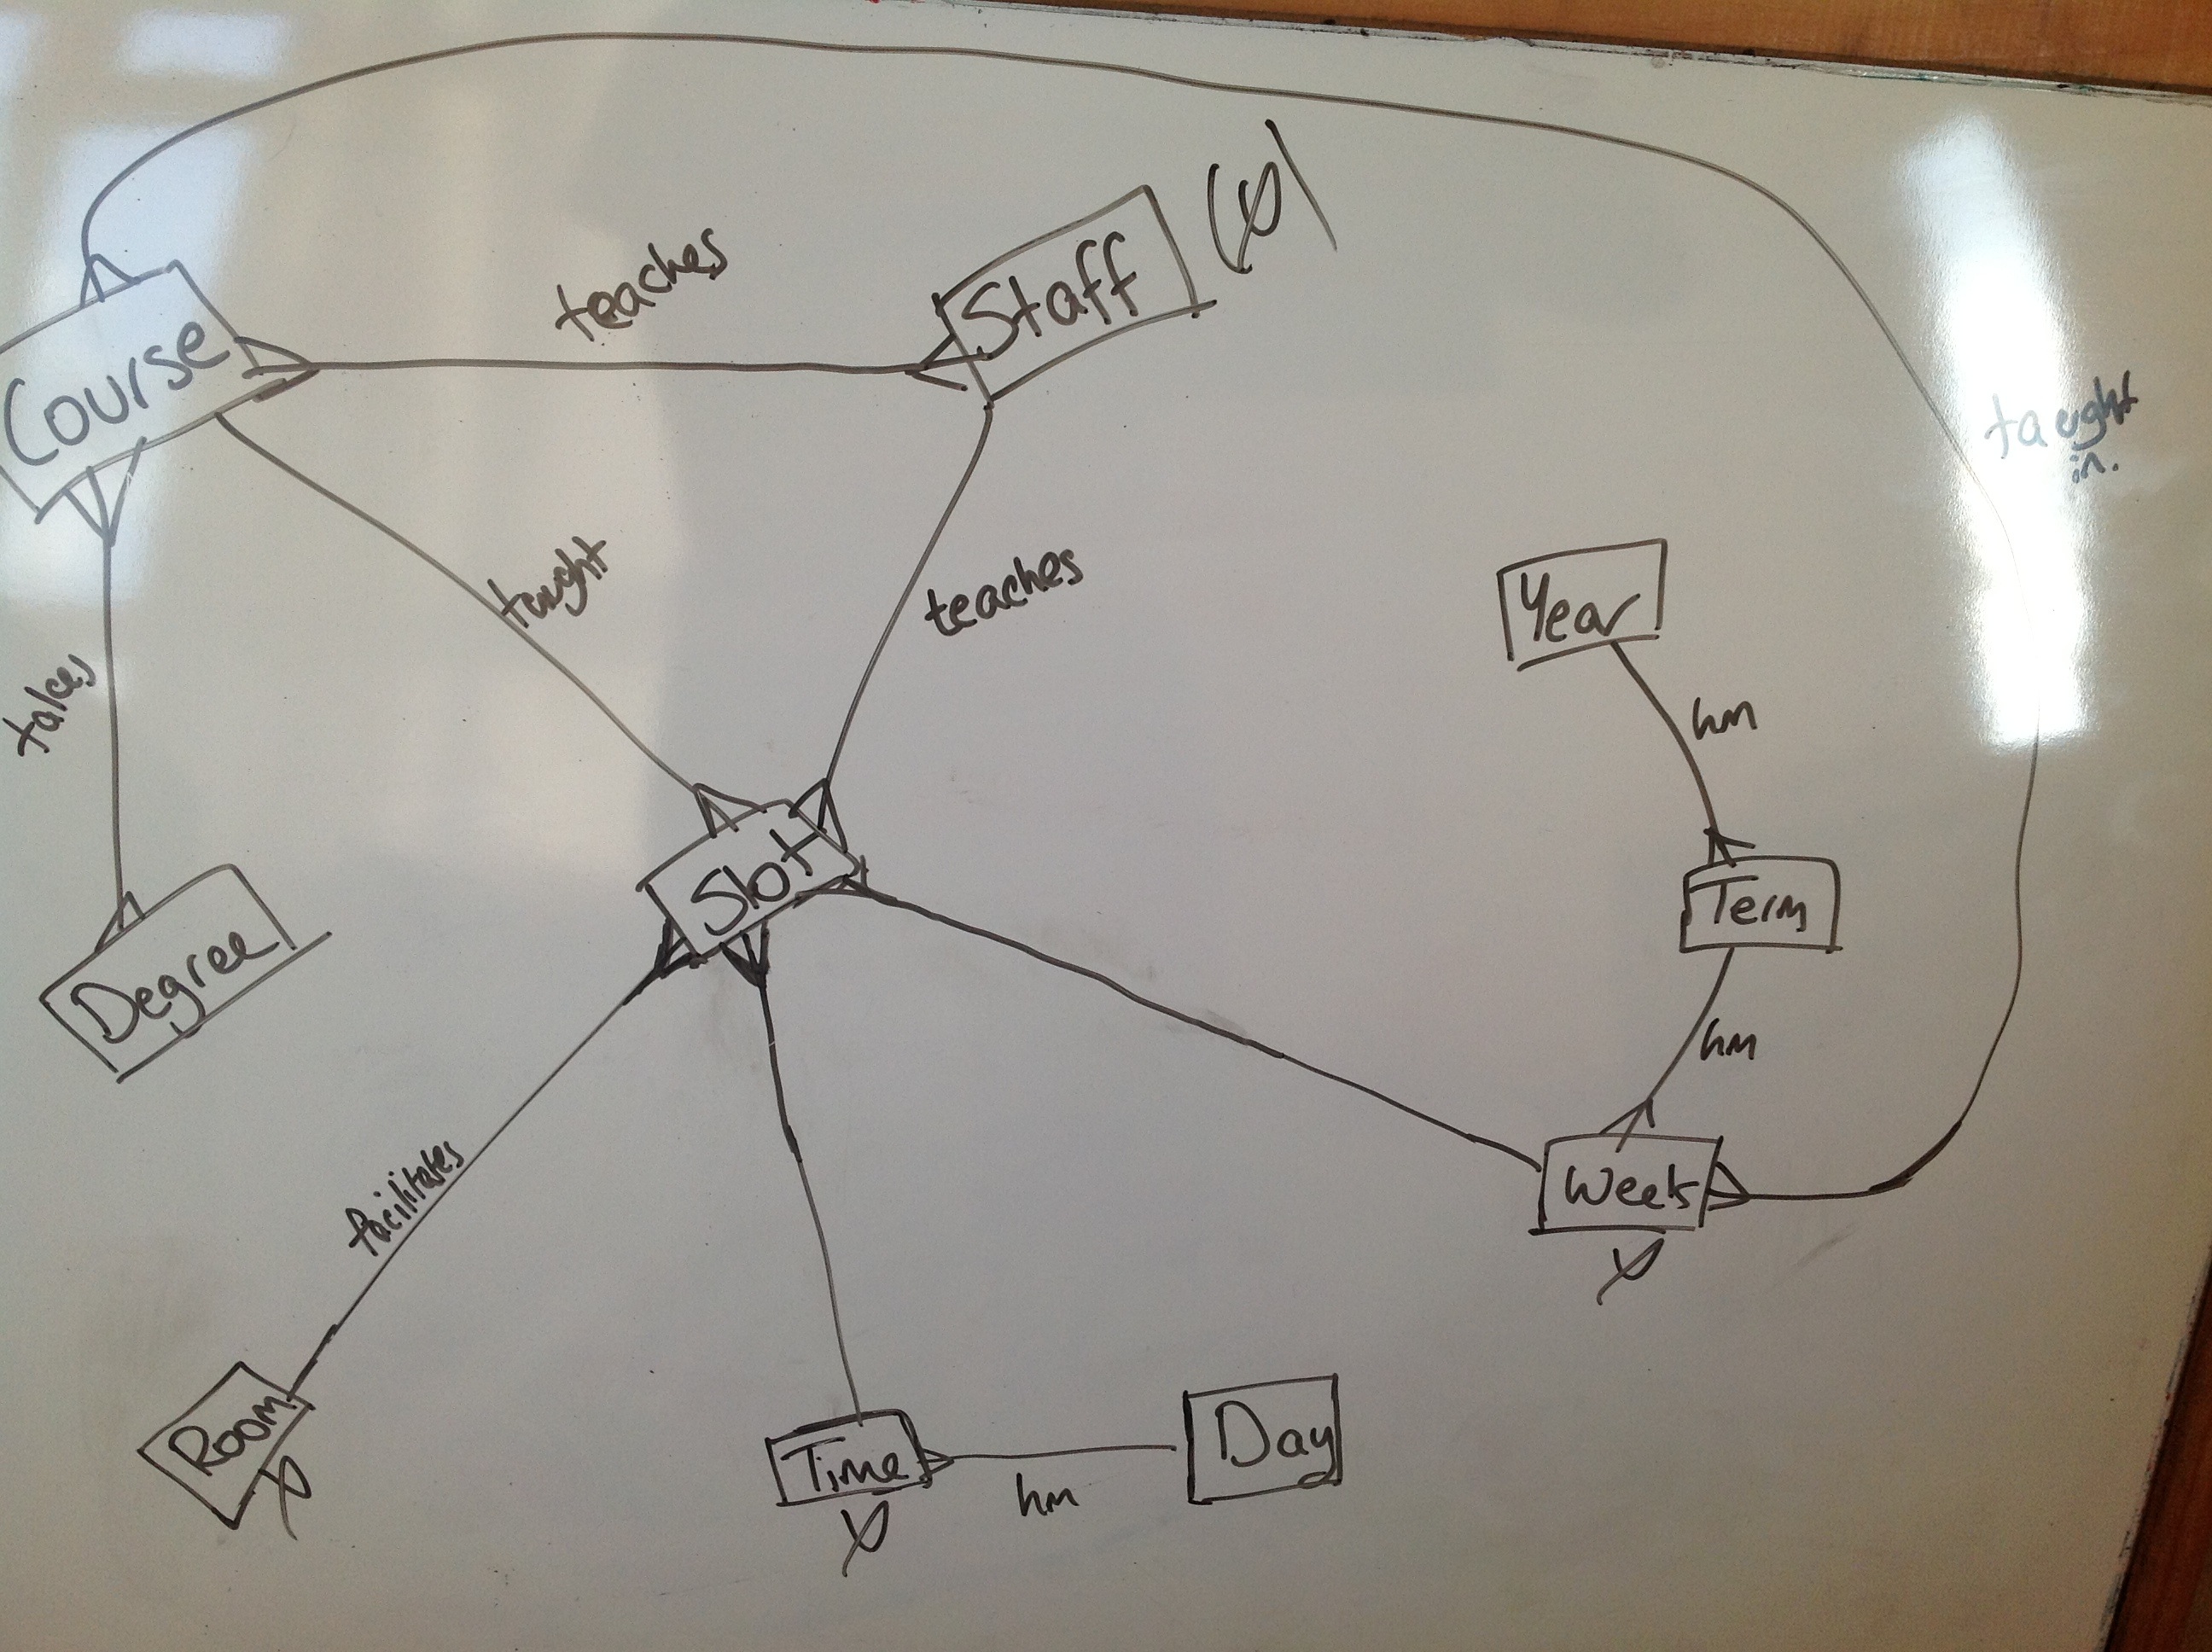 teaches
Staff
Course
taught
in.
taught
teaches
Year
takes
hm
Slot
Term
Degree
hm
facilitates
Week
Room
Time
Day
hm